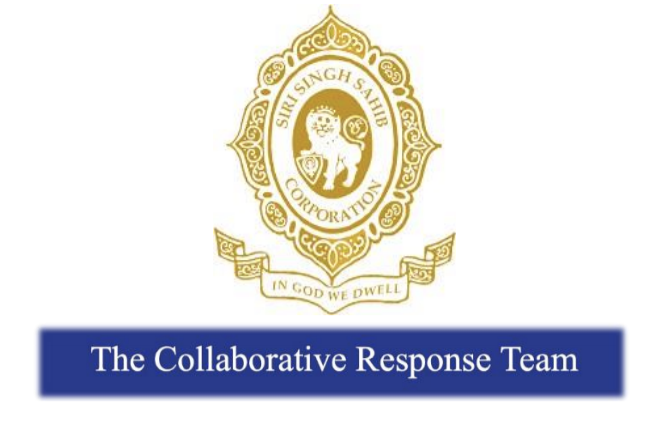 SIRI SINGH SAHIB
CORPORATION
IN GOD WE DWELL
The Collaborative Response Team